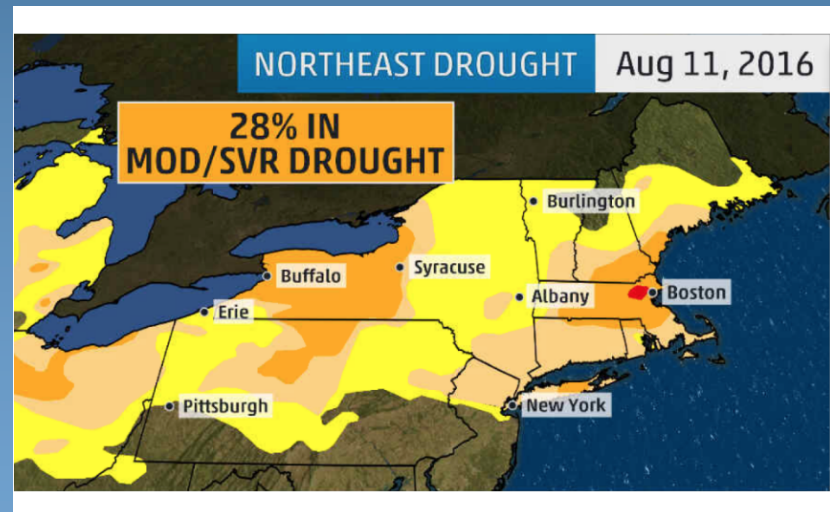 NORTHEAST DROUGHT
Aug 11, 2016
28% IN
MOD/SVR DROUGHT
Burlington
Syracuse
Buffalo
Albany
Boston
Erie
Pittsburgh
New York